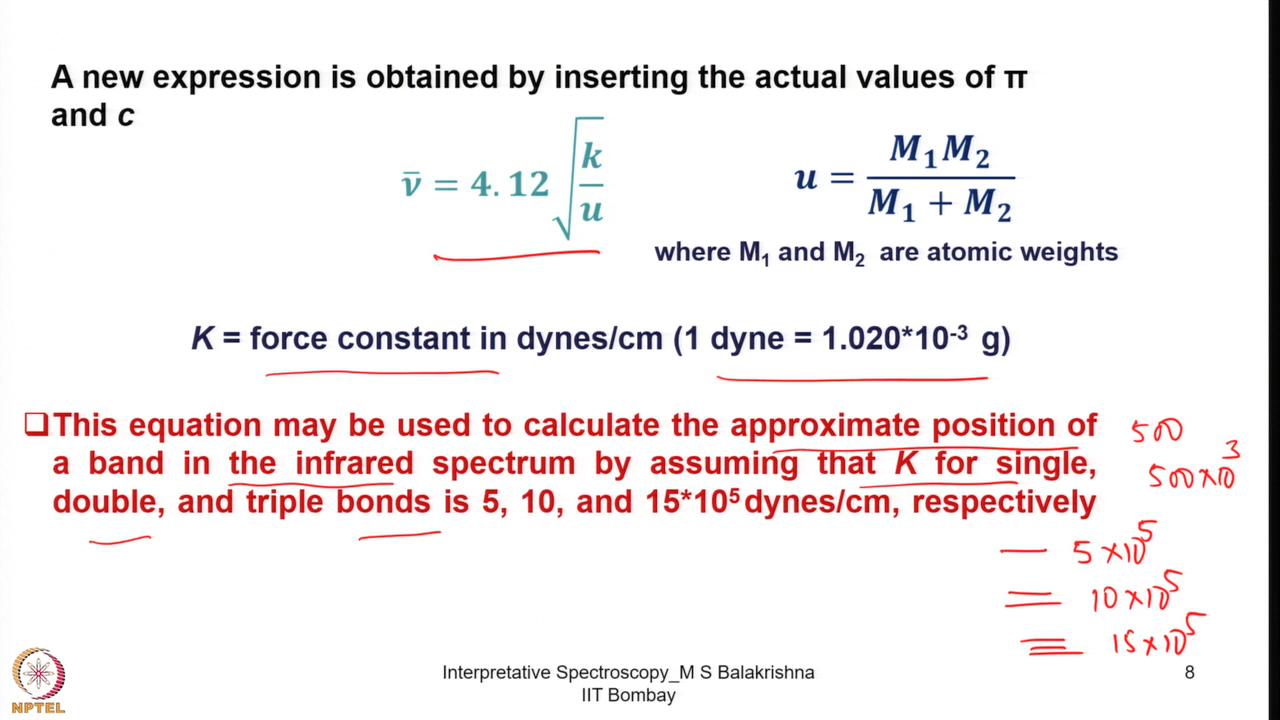 A new expression is obtained by inserting the actual values of π
and c
ν̄ = 4.12 √(k/u)
u = M₁M₂/(M₁ + M₂)
where M₁ and M₂ are atomic weights
K = force constant in dynes/cm (1 dyne = 1.020*10⁻³ g)
❑This equation may be used to calculate the approximate position of
a band in the infrared spectrum by assuming that K for single,
double, and triple bonds is 5, 10, and 15*10⁵ dynes/cm, respectively
500
500×10³
— 5×10⁵
= 10×10⁵
≡ 15×10⁵
NPTEL
Interpretative Spectroscopy_M S Balakrishna
IIT Bombay
8